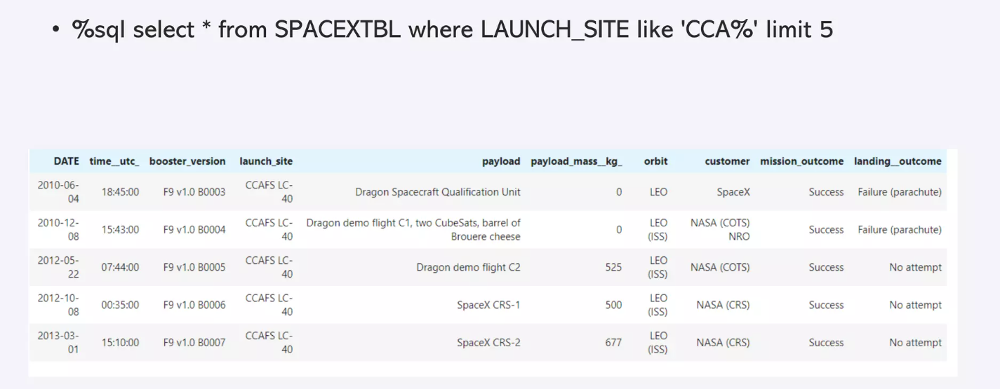 • %sql select * from SPACEXTBL where LAUNCH_SITE like 'CCA%' limit 5
DATE time__utc_ booster_version launch_site payload payload_mass__kg_ orbit customer mission_outcome landing__outcome
2010-06-
04 18:45:00 F9 v1.0 B0003 CCAFS LC-
40 Dragon Spacecraft Qualification Unit 0 LEO SpaceX Success Failure (parachute)
2010-12-
08 15:43:00 F9 v1.0 B0004 CCAFS LC-
40 Dragon demo flight C1, two CubeSats, barrel of
Brouere cheese 0 LEO
(ISS) NASA (COTS)
NRO Success Failure (parachute)
2012-05-
22 07:44:00 F9 v1.0 B0005 CCAFS LC-
40 Dragon demo flight C2 525 LEO
(ISS) NASA (COTS) Success No attempt
2012-10-
08 00:35:00 F9 v1.0 B0006 CCAFS LC-
40 SpaceX CRS-1 500 LEO
(ISS) NASA (CRS) Success No attempt
2013-03-
01 15:10:00 F9 v1.0 B0007 CCAFS LC-
40 SpaceX CRS-2 677 LEO
(ISS) NASA (CRS) Success No attempt